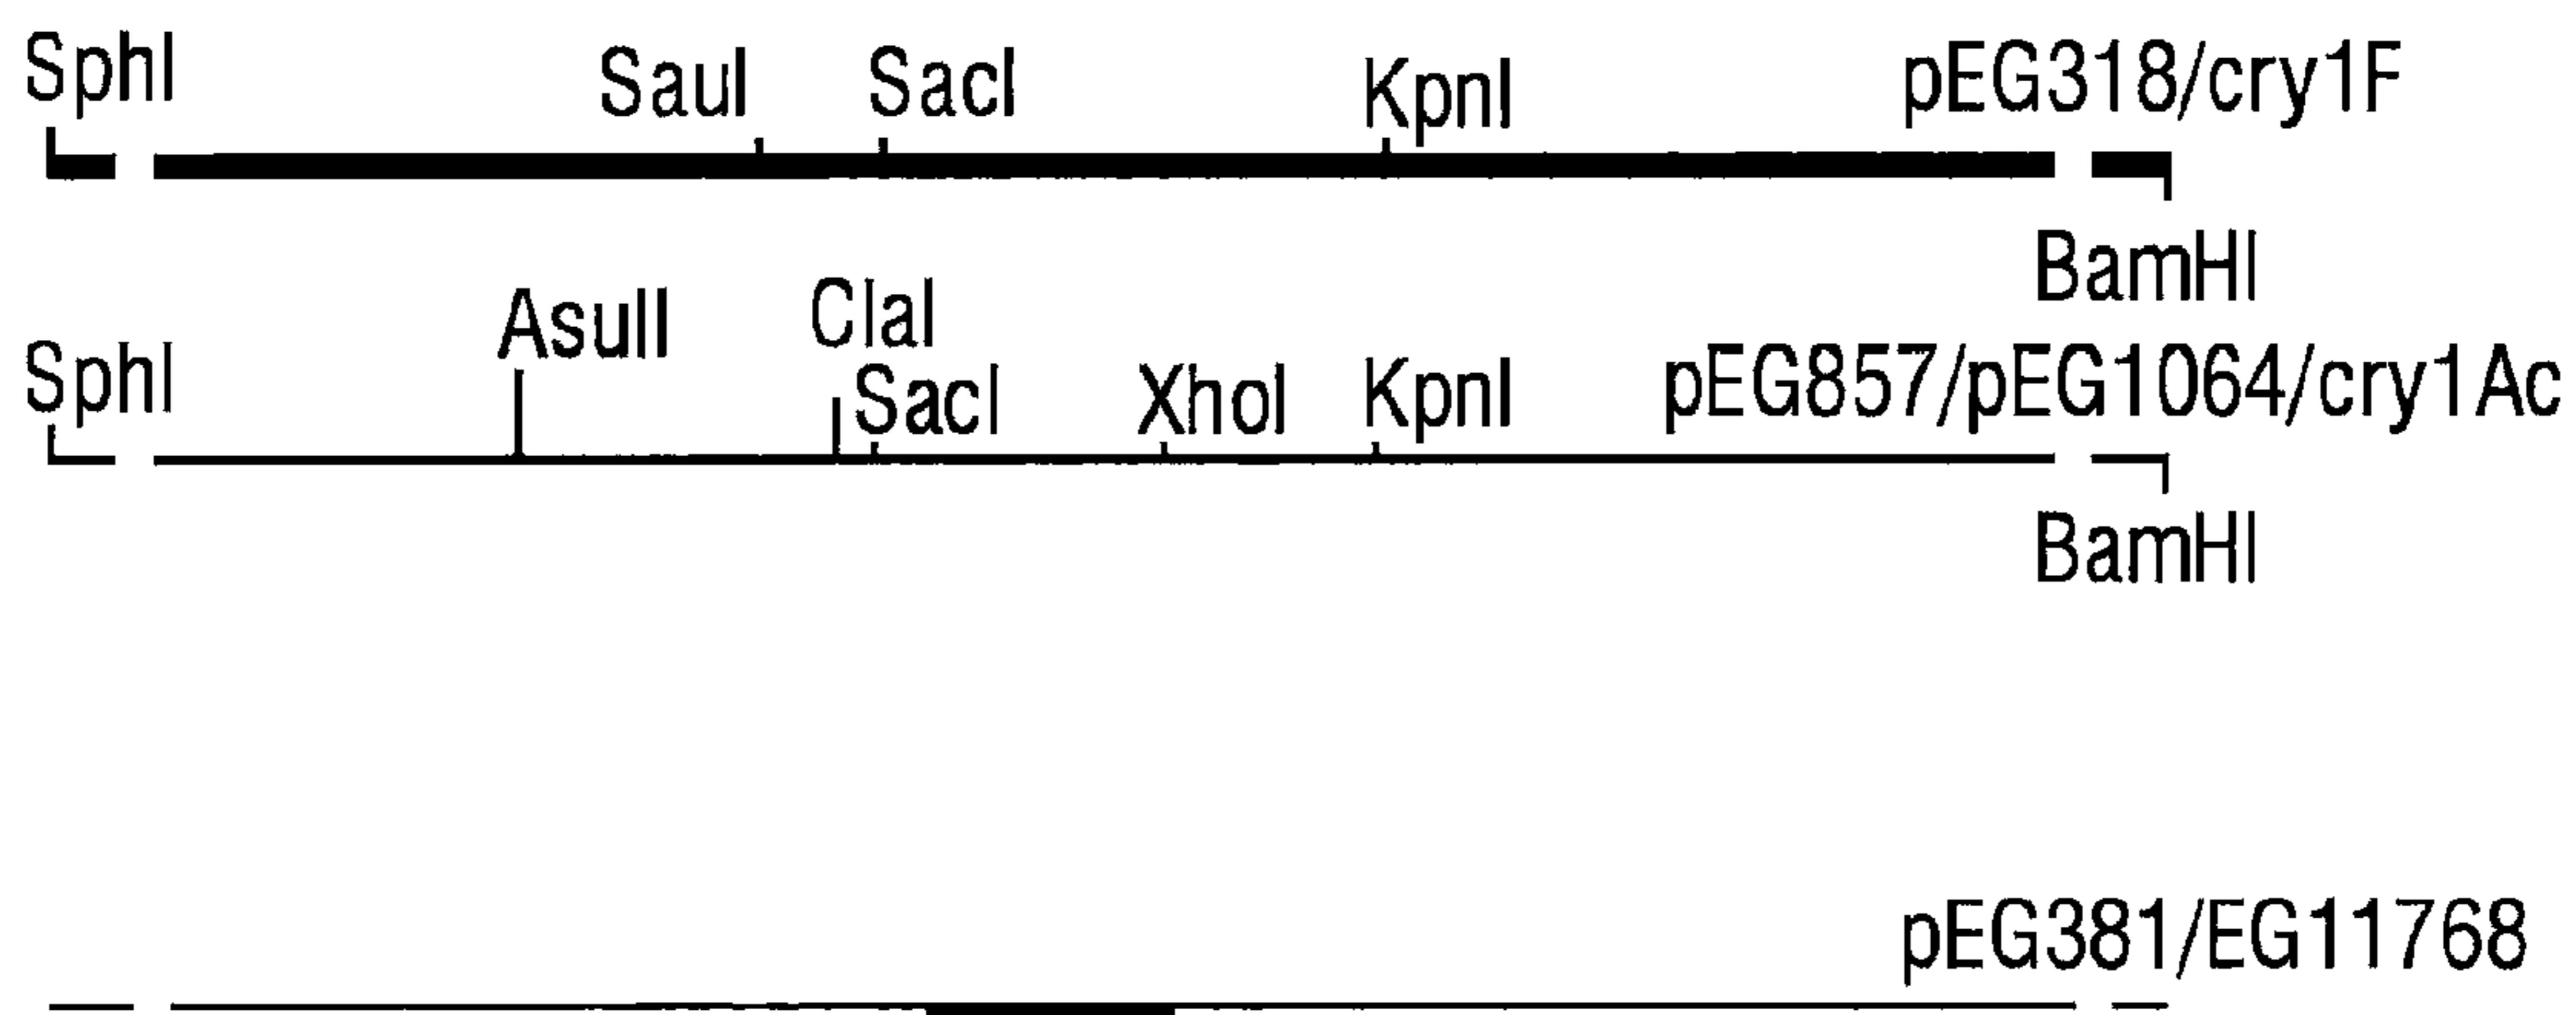 SphI SauI SacI KpnI pEG318/cry1F
BamHI
SphI AsuII ClaI SacI XhoI KpnI pEG857/pEG1064/cry1Ac
BamHI
pEG381/EG11768